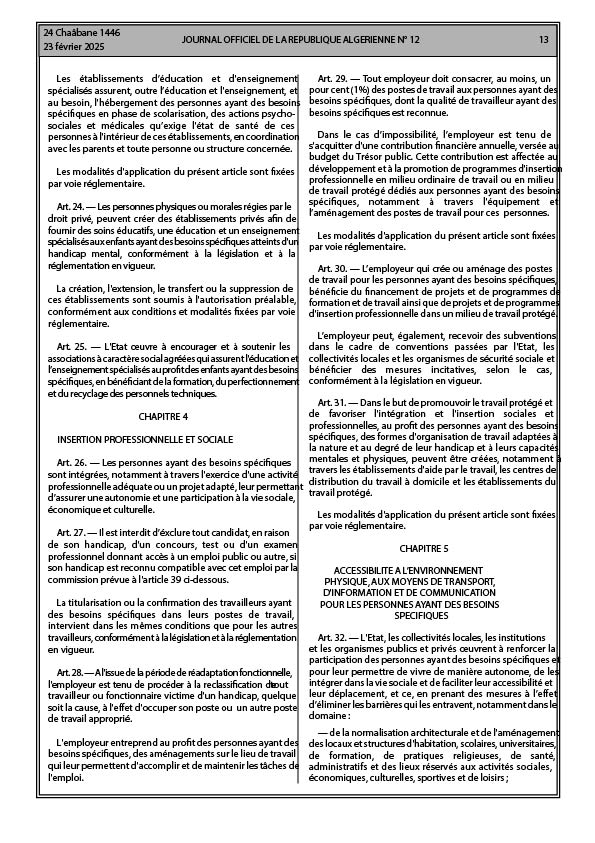 24 Chaâbane 1446
23 février 2025
JOURNAL OFFICIEL DE LA REPUBLIQUE ALGERIENNE N° 12
13
Les établissements d’éducation et d'enseignement
spécialisés assurent, outre l’éducation et l'enseignement, et
au besoin, l'hébergement des personnes ayant des besoins
spécifiques en phase de scolarisation, des actions psycho-
sociales et médicales qu’exige l'état de santé de ces
personnes à l'intérieur de ces établissements, en coordination
avec les parents et toute personne ou structure concernée.
Les modalités d'application du présent article sont fixées
par voie réglementaire.
Art. 24. — Les personnes physiques ou morales régies par le
droit privé, peuvent créer des établissements privés afin de
fournir des soins éducatifs, une éducation et un enseignement
spécialisés aux enfants ayant des besoins spécifiques atteints d'un
handicap mental, conformément à la législation et à la
réglementation en vigueur.
La création, l'extension, le transfert ou la suppression de
ces établissements sont soumis à l'autorisation préalable,
conformément aux conditions et modalités fixées par voie
réglementaire.
Art. 25. — L'Etat œuvre à encourager et à soutenir les
associations à caractère social agréées qui assurent l'éducation et
l’enseignement spécialisés au profit des enfants ayant des besoins
spécifiques, en bénéficiant de la formation, du perfectionnement
et du recyclage des personnels techniques.
CHAPITRE 4
INSERTION PROFESSIONNELLE ET SOCIALE
Art. 26. — Les personnes ayant des besoins spécifiques
sont intégrées, notamment à travers l'exercice d'une activité
professionnelle adéquate ou un projet adapté, leur permettant
d’assurer une autonomie et une participation à la vie sociale,
économique et culturelle.
Art. 27. — Il est interdit d’éxclure tout candidat, en raison
de son handicap, d'un concours, test ou d'un examen
professionnel donnant accès à un emploi public ou autre, si
son handicap est reconnu compatible avec cet emploi par la
commission prévue à l'article 39 ci-dessous.
La titularisation ou la confirmation des travailleurs ayant
des besoins spécifiques dans leurs postes de travail,
intervient dans les mêmes conditions que pour les autres
travailleurs, conformément à la législation et à la réglementation
en vigueur.
Art. 28. — A l'issue de la période de réadaptation fonctionnelle,
l'employeur est tenu de procéder à la reclassification de tout
travailleur ou fonctionnaire victime d'un handicap, quelque
soit la cause, à l'effet d'occuper son poste ou un autre poste
de travail approprié.
L'employeur entreprend au profit des personnes ayant des
besoins spécifiques, des aménagements sur le lieu de travail
qui leur permettent d'accomplir et de maintenir les tâches de
l'emploi.
Art. 29. — Tout employeur doit consacrer, au moins, un
pour cent (1%) des postes de travail aux personnes ayant des
besoins spécifiques, dont la qualité de travailleur ayant des
besoins spécifiques est reconnue.
Dans le cas d’impossibilité, l’employeur est tenu de
s'acquitter d'une contribution financière annuelle, versée au
budget du Trésor public. Cette contribution est affectée au
développement et à la promotion de programmes d'insertion
professionnelle en milieu ordinaire de travail ou en milieu
de travail protégé dédiés aux personnes ayant des besoins
spécifiques, notamment à travers l'équipement et
l’aménagement des postes de travail pour ces personnes.
Les modalités d'application du présent article sont fixées
par voie réglementaire.
Art. 30. — L’employeur qui crée ou aménage des postes
de travail pour les personnes ayant des besoins spécifiques,
bénéficie du financement de projets et de programmes de
formation et de travail ainsi que de projets et de programmes
d'insertion professionnelle dans un milieu de travail protégé.
L’employeur peut, également, recevoir des subventions
dans le cadre de conventions passées par l'Etat, les
collectivités locales et les organismes de sécurité sociale et
bénéficier des mesures incitatives, selon le cas,
conformément à la législation en vigueur.
Art. 31. — Dans le but de promouvoir le travail protégé et
de favoriser l'intégration et l'insertion sociales et
professionnelles, au profit des personnes ayant des besoins
spécifiques, des formes d'organisation de travail adaptées à
la nature et au degré de leur handicap et à leurs capacités
mentales et physiques, peuvent être créées, notamment à
travers les établissements d'aide par le travail, les centres de
distribution du travail à domicile et les établissements du
travail protégé.
Les modalités d'application du présent article sont fixées
par voie réglementaire.
CHAPITRE 5
ACCESSIBILITE A L’ENVIRONNEMENT
PHYSIQUE, AUX MOYENS DE TRANSPORT,
D'INFORMATION ET DE COMMUNICATION
POUR LES PERSONNES AYANT DES BESOINS
SPECIFIQUES
Art. 32. — L'Etat, les collectivités locales, les institutions
et les organismes publics et privés œuvrent à renforcer la
participation des personnes ayant des besoins spécifiques et
pour leur permettre de vivre de manière autonome, de les
intégrer dans la vie sociale et de faciliter leur accessibilité et
leur déplacement, et ce, en prenant des mesures à l’effet
d’éliminer les barrières qui les entravent, notamment dans le
domaine :
— de la normalisation architecturale et de l'aménagement
des locaux et structures d'habitation, scolaires, universitaires,
de formation, de pratiques religieuses, de santé,
administratifs et des lieux réservés aux activités sociales,
économiques, culturelles, sportives et de loisirs ;